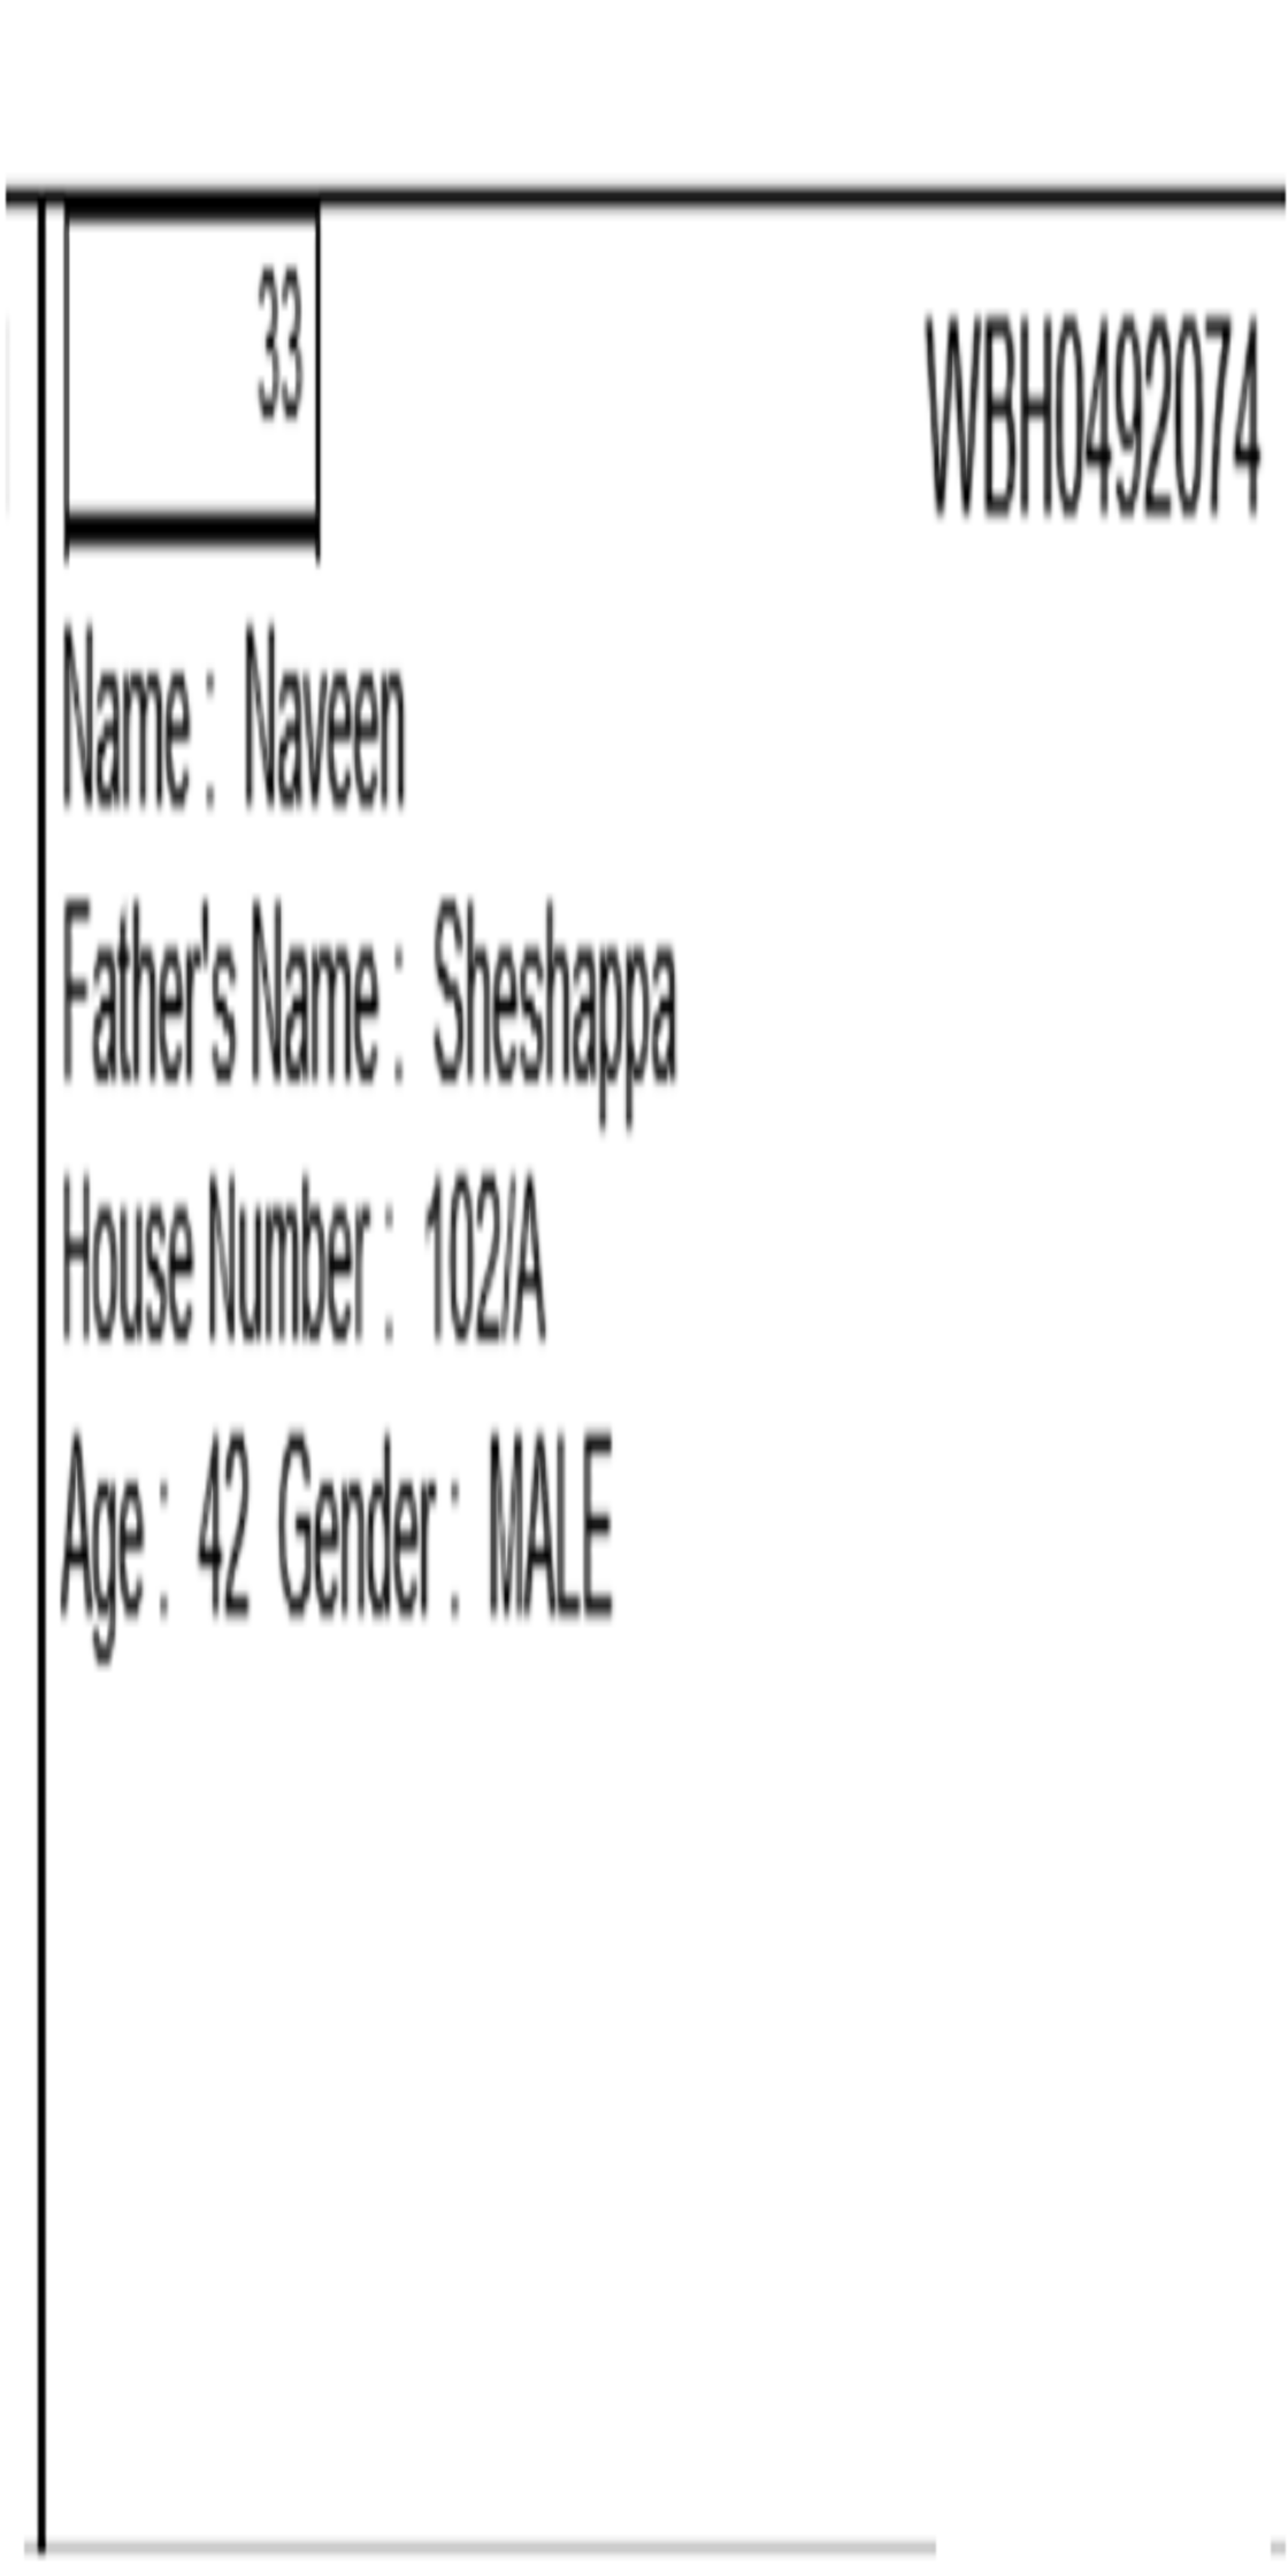 33
WBH0492074
Name : Naveen
Father's Name : Sheshappa
House Number : 102/A
Age : 42 Gender : MALE